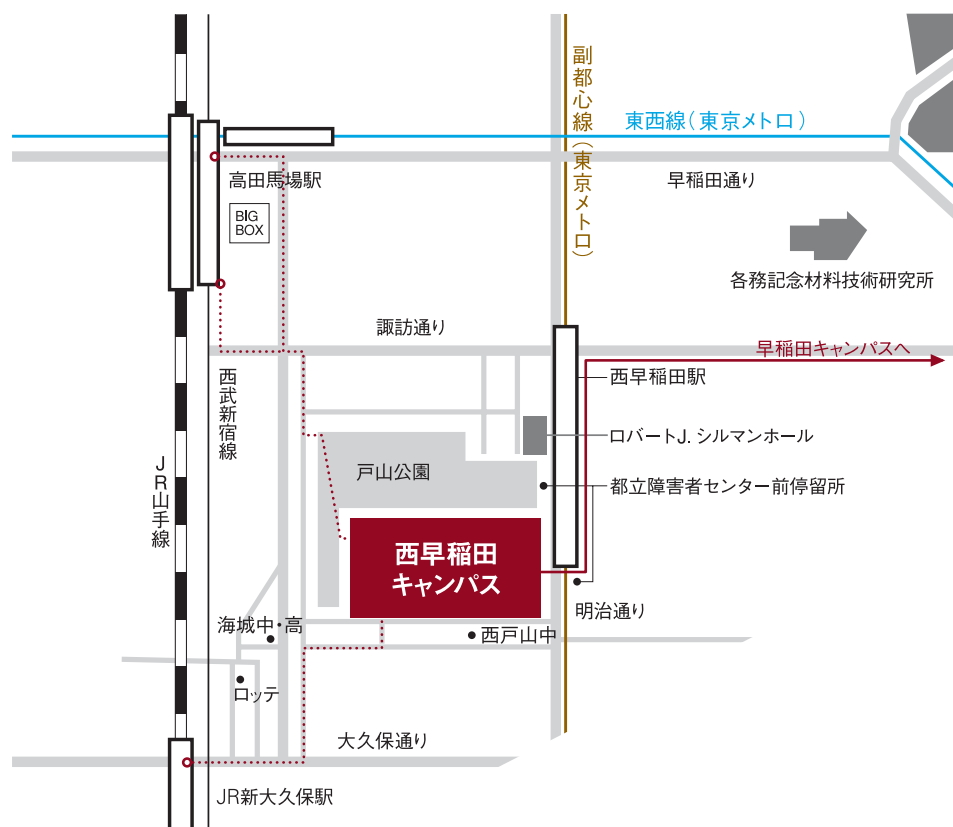 副都心線（東京メトロ）
東西線（東京メトロ）
高田馬場駅
早稲田通り
BIG
BOX
各務記念材料技術研究所
諏訪通り
早稲田キャンパスへ
西武新宿線
西早稲田駅
ロバートJ. シルマンホール
JR山手線
戸山公園
都立障害者センター前停留所
西早稲田
キャンパス
明治通り
海城中・高
西戸山中
ロッテ
大久保通り
JR新大久保駅